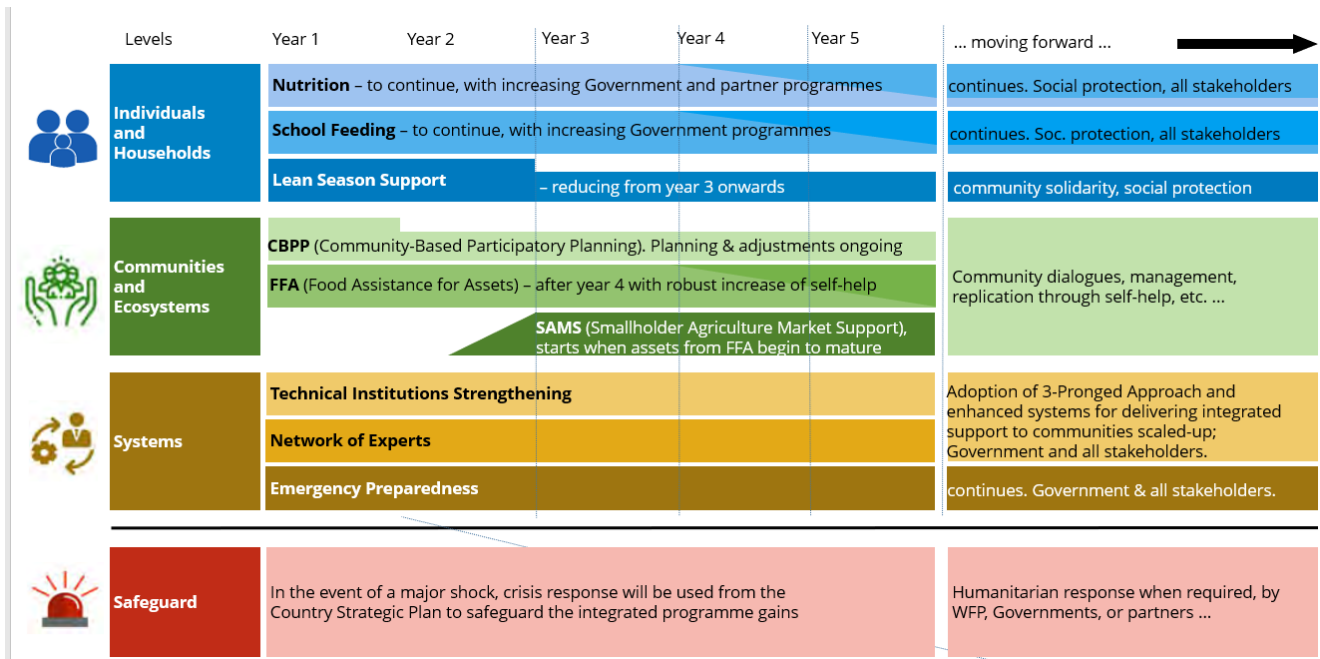 Levels Year 1 Year 2 Year 3 Year 4 Year 5 ... moving forward ...
Individuals
and
Households
Nutrition – to continue, with increasing Government and partner programmes
continues. Social protection, all stakeholders
School Feeding – to continue, with increasing Government programmes
continues. Soc. protection, all stakeholders
Lean Season Support
– reducing from year 3 onwards
community solidarity, social protection
Communities
and
Ecosystems
CBPP (Community-Based Participatory Planning). Planning & adjustments ongoing
FFA (Food Assistance for Assets) – after year 4 with robust increase of self-help
SAMS (Smallholder Agriculture Market Support),
starts when assets from FFA begin to mature
Community dialogues, management,
replication through self-help, etc. ...
Systems
Technical Institutions Strengthening
Network of Experts
Emergency Preparedness
Adoption of 3-Pronged Approach and
enhanced systems for delivering integrated
support to communities scaled-up;
Government and all stakeholders.
continues. Government & all stakeholders.
Safeguard
In the event of a major shock, crisis response will be used from the
Country Strategic Plan to safeguard the integrated programme gains
Humanitarian response when required, by
WFP, Governments, or partners ...